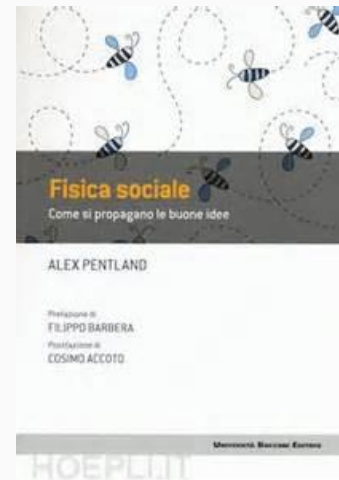 Fisica sociale
Come si propagano le buone idee
ALEX PENTLAND
Prefazione di
FILIPPO BARBERA
Postfazione di
COSIMO ACCOTO
Università Bocconi Editore
HOEPLI.IT